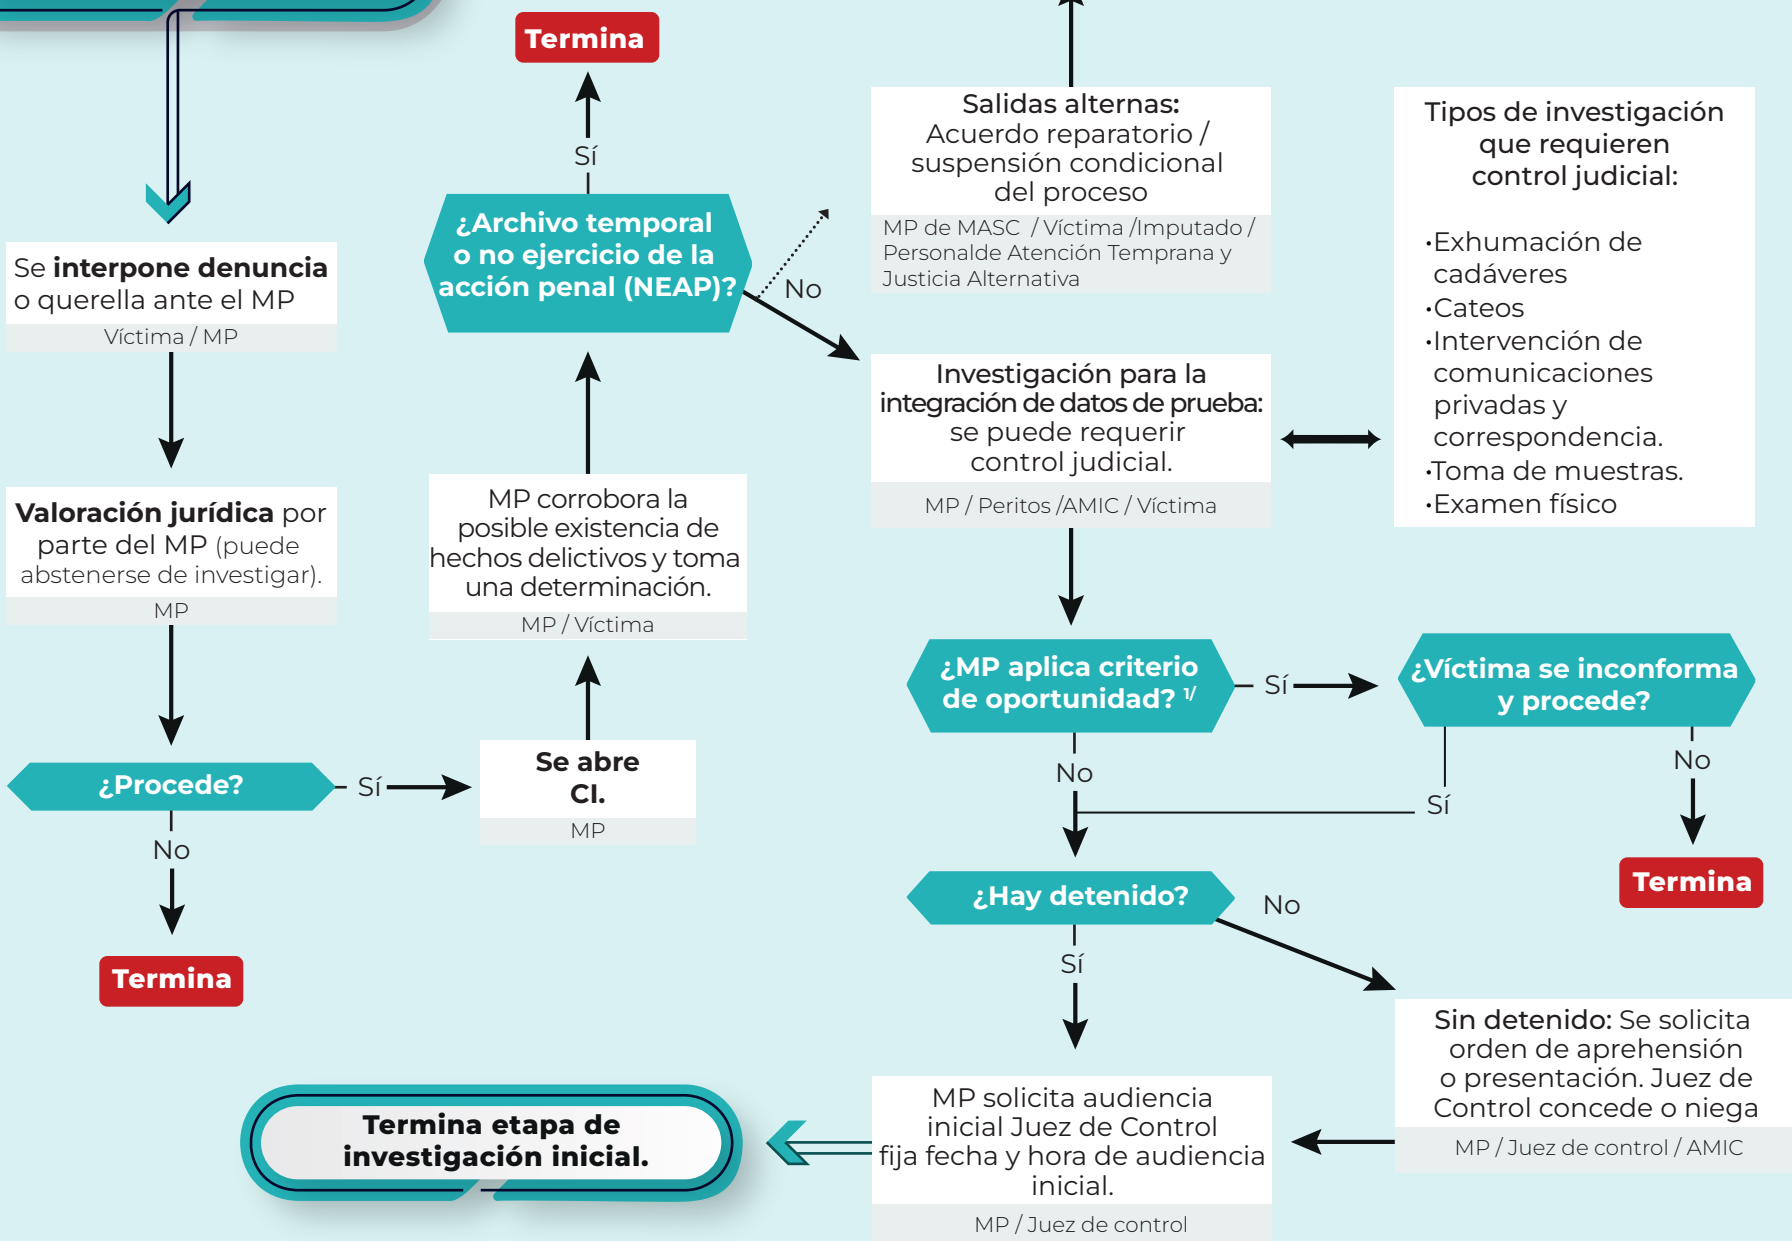 Se interpone denuncia
o querella ante el MP
Víctima / MP
Valoración jurídica por
parte del MP (puede
abstenerse de investigar).
MP
¿Procede?
Sí
No
Termina
Se abre
CI.
MP
MP corrobora la
posible existencia de
hechos delictivos y toma
una determinación.
MP / Víctima
¿Archivo temporal
o no ejercicio de la
acción penal (NEAP)?
Sí
Termina
No
Salidas alternas:
Acuerdo reparatorio /
suspensión condicional
del proceso
MP de MASC / Víctima /Imputado /
Personalde Atención Temprana y
Justicia Alternativa
Investigación para la
integración de datos de prueba:
se puede requerir
control judicial.
MP / Peritos /AMIC / Víctima
Tipos de investigación
que requieren
control judicial:
·Exhumación de
cadáveres
·Cateos
·Intervención de
comunicaciones
privadas y
correspondencia.
·Toma de muestras.
·Examen físico
¿MP aplica criterio
de oportunidad? 1/
Sí
No
¿Víctima se inconforma
y procede?
Sí
No
Termina
¿Hay detenido?
No
Sí
Sin detenido: Se solicita
orden de aprehensión
o presentación. Juez de
Control concede o niega
MP / Juez de control / AMIC
MP solicita audiencia
inicial Juez de Control
fija fecha y hora de audiencia
inicial.
MP / Juez de control
Termina etapa de
investigación inicial.